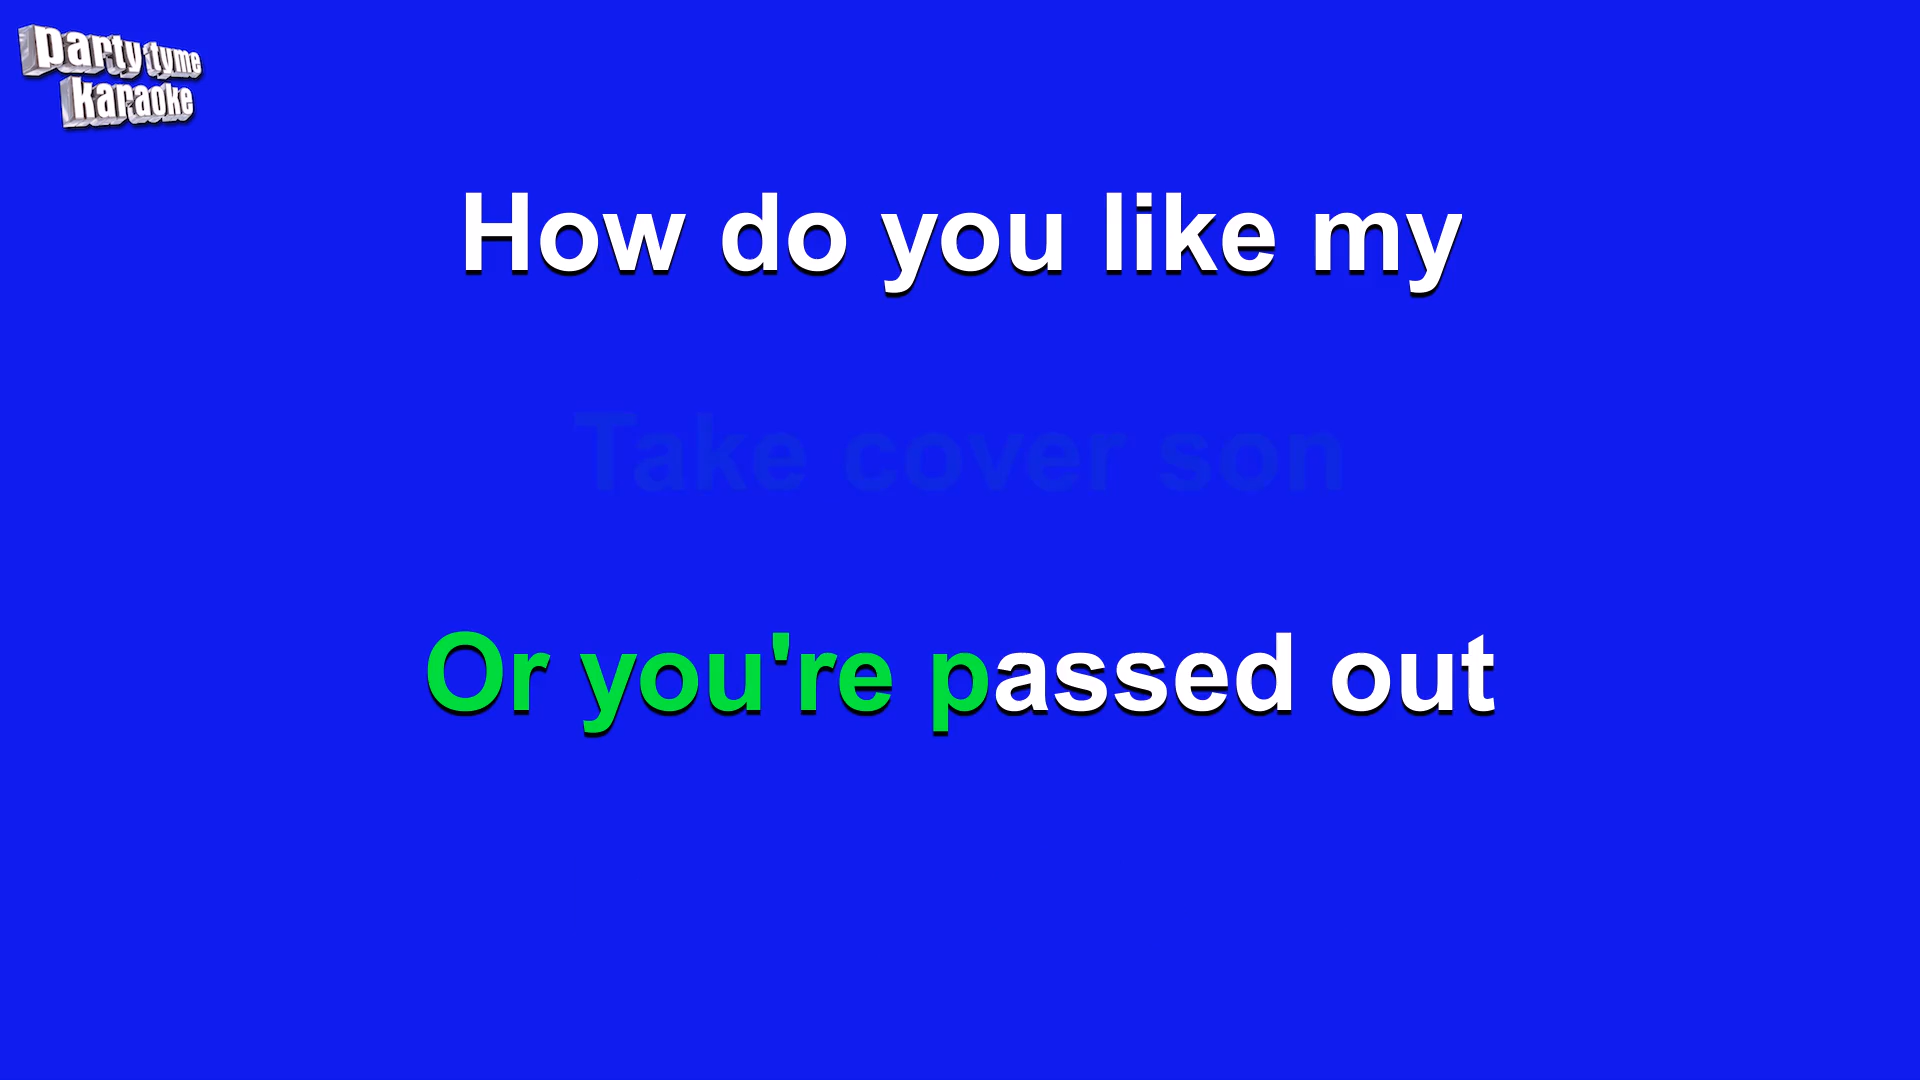 party tyme
karaoke
How do you like my
Take cover son
Or you're passed out